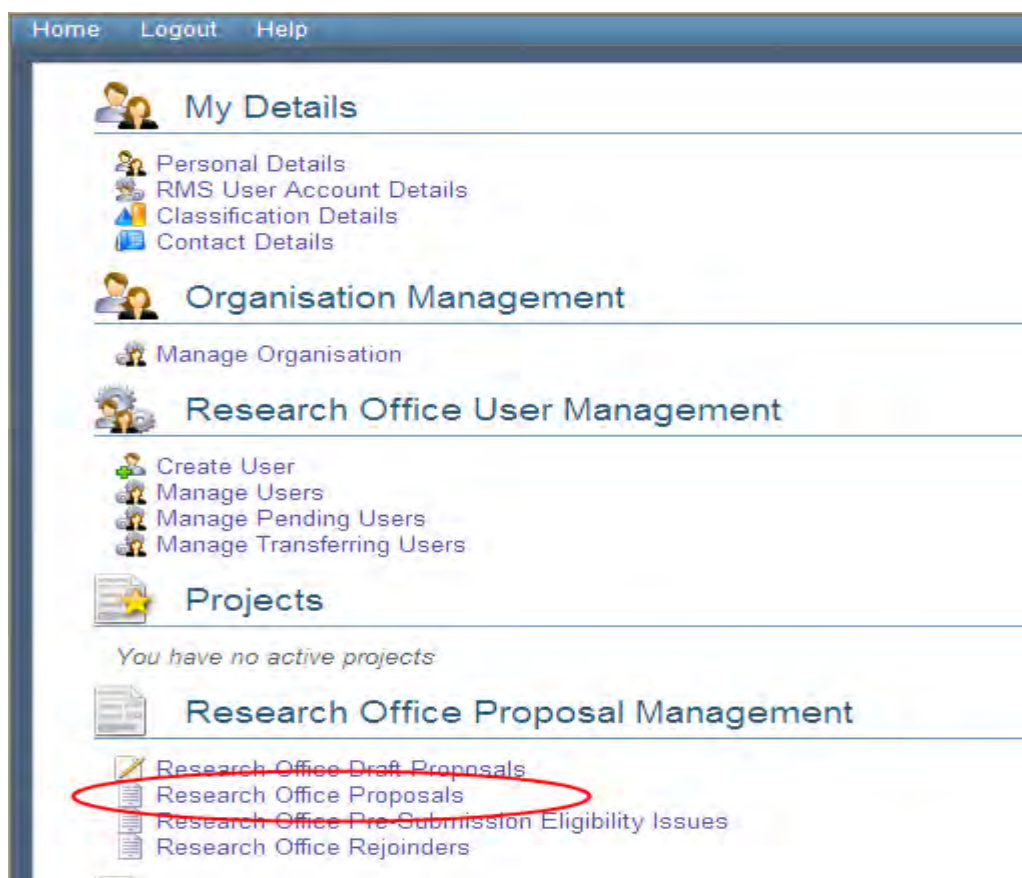 Home Logout Help
My Details
Personal Details
RMS User Account Details
Classification Details
Contact Details
Organisation Management
Manage Organisation
Research Office User Management
Create User
Manage Users
Manage Pending Users
Manage Transferring Users
Projects
You have no active projects
Research Office Proposal Management
Research Office Draft Proposals
Research Office Proposals
Research Office Pre-Submission Eligibility Issues
Research Office Rejoinders